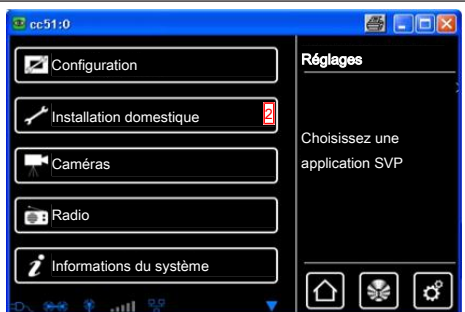 cc51:0
Configuration
Installation domestique 2
Caméras
Radio
Informations du système
Réglages
Choisissez une
application SVP